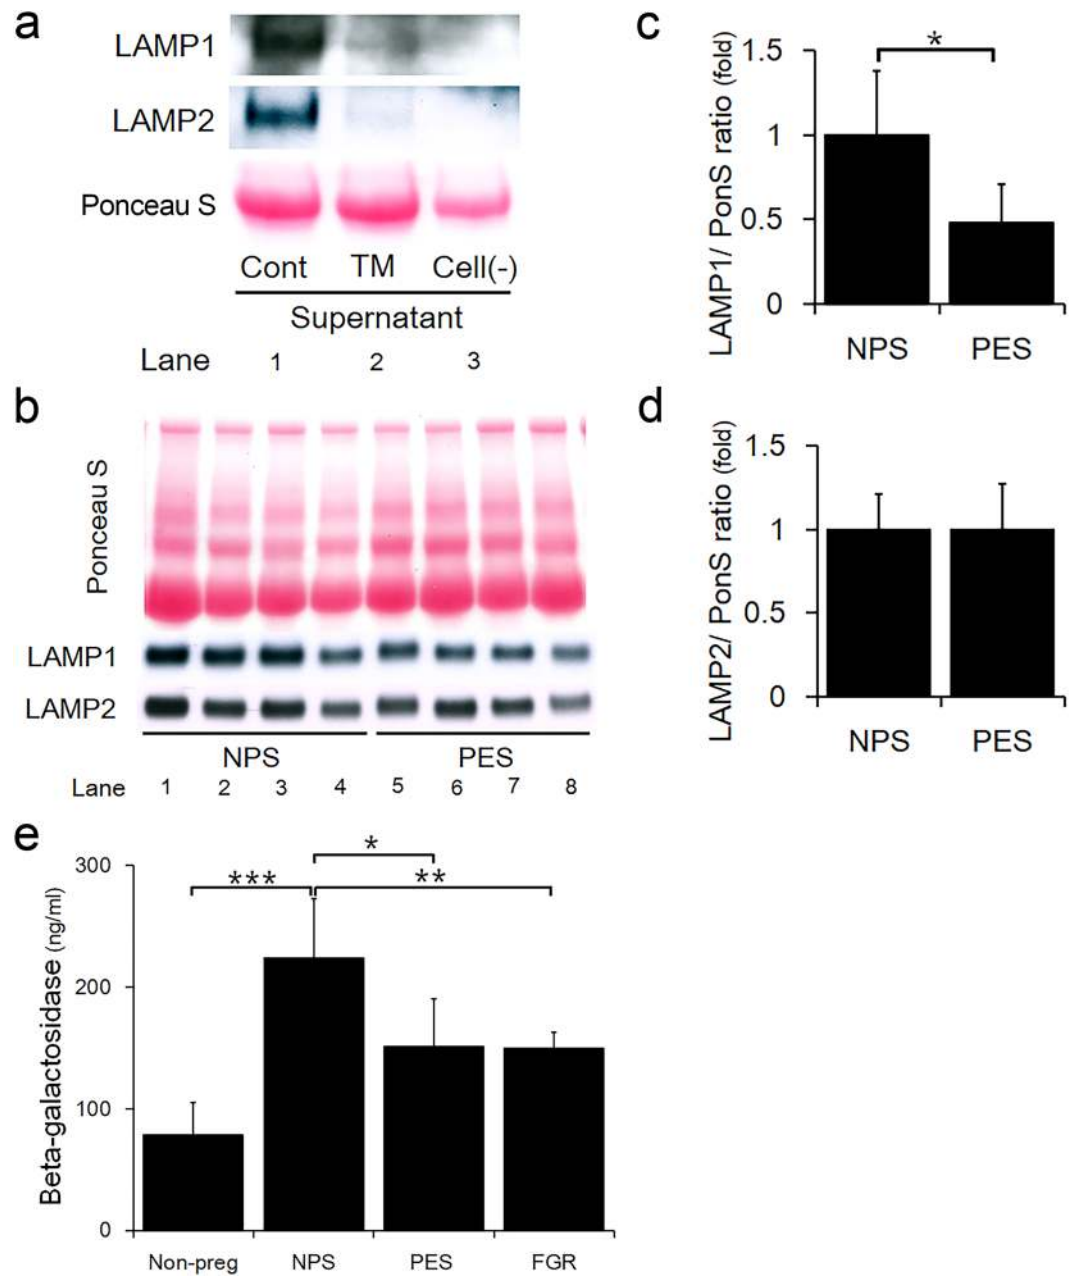 a
LAMP1
LAMP2
Ponceau S
Cont TM Cell(-)
Supernatant
Lane 1 2 3
b
Ponceau S
LAMP1
LAMP2
NPS PES
Lane 1 2 3 4 5 6 7 8
c
LAMP1/ PonS ratio (fold)
1.5
*
1
0.5
0
NPS PES
d
LAMP2/ PonS ratio (fold)
1.5
1
0.5
0
NPS PES
e
Beta-galactosidase (ng/ml)
300
*
*** **
200
100
0
Non-preg NPS PES FGR